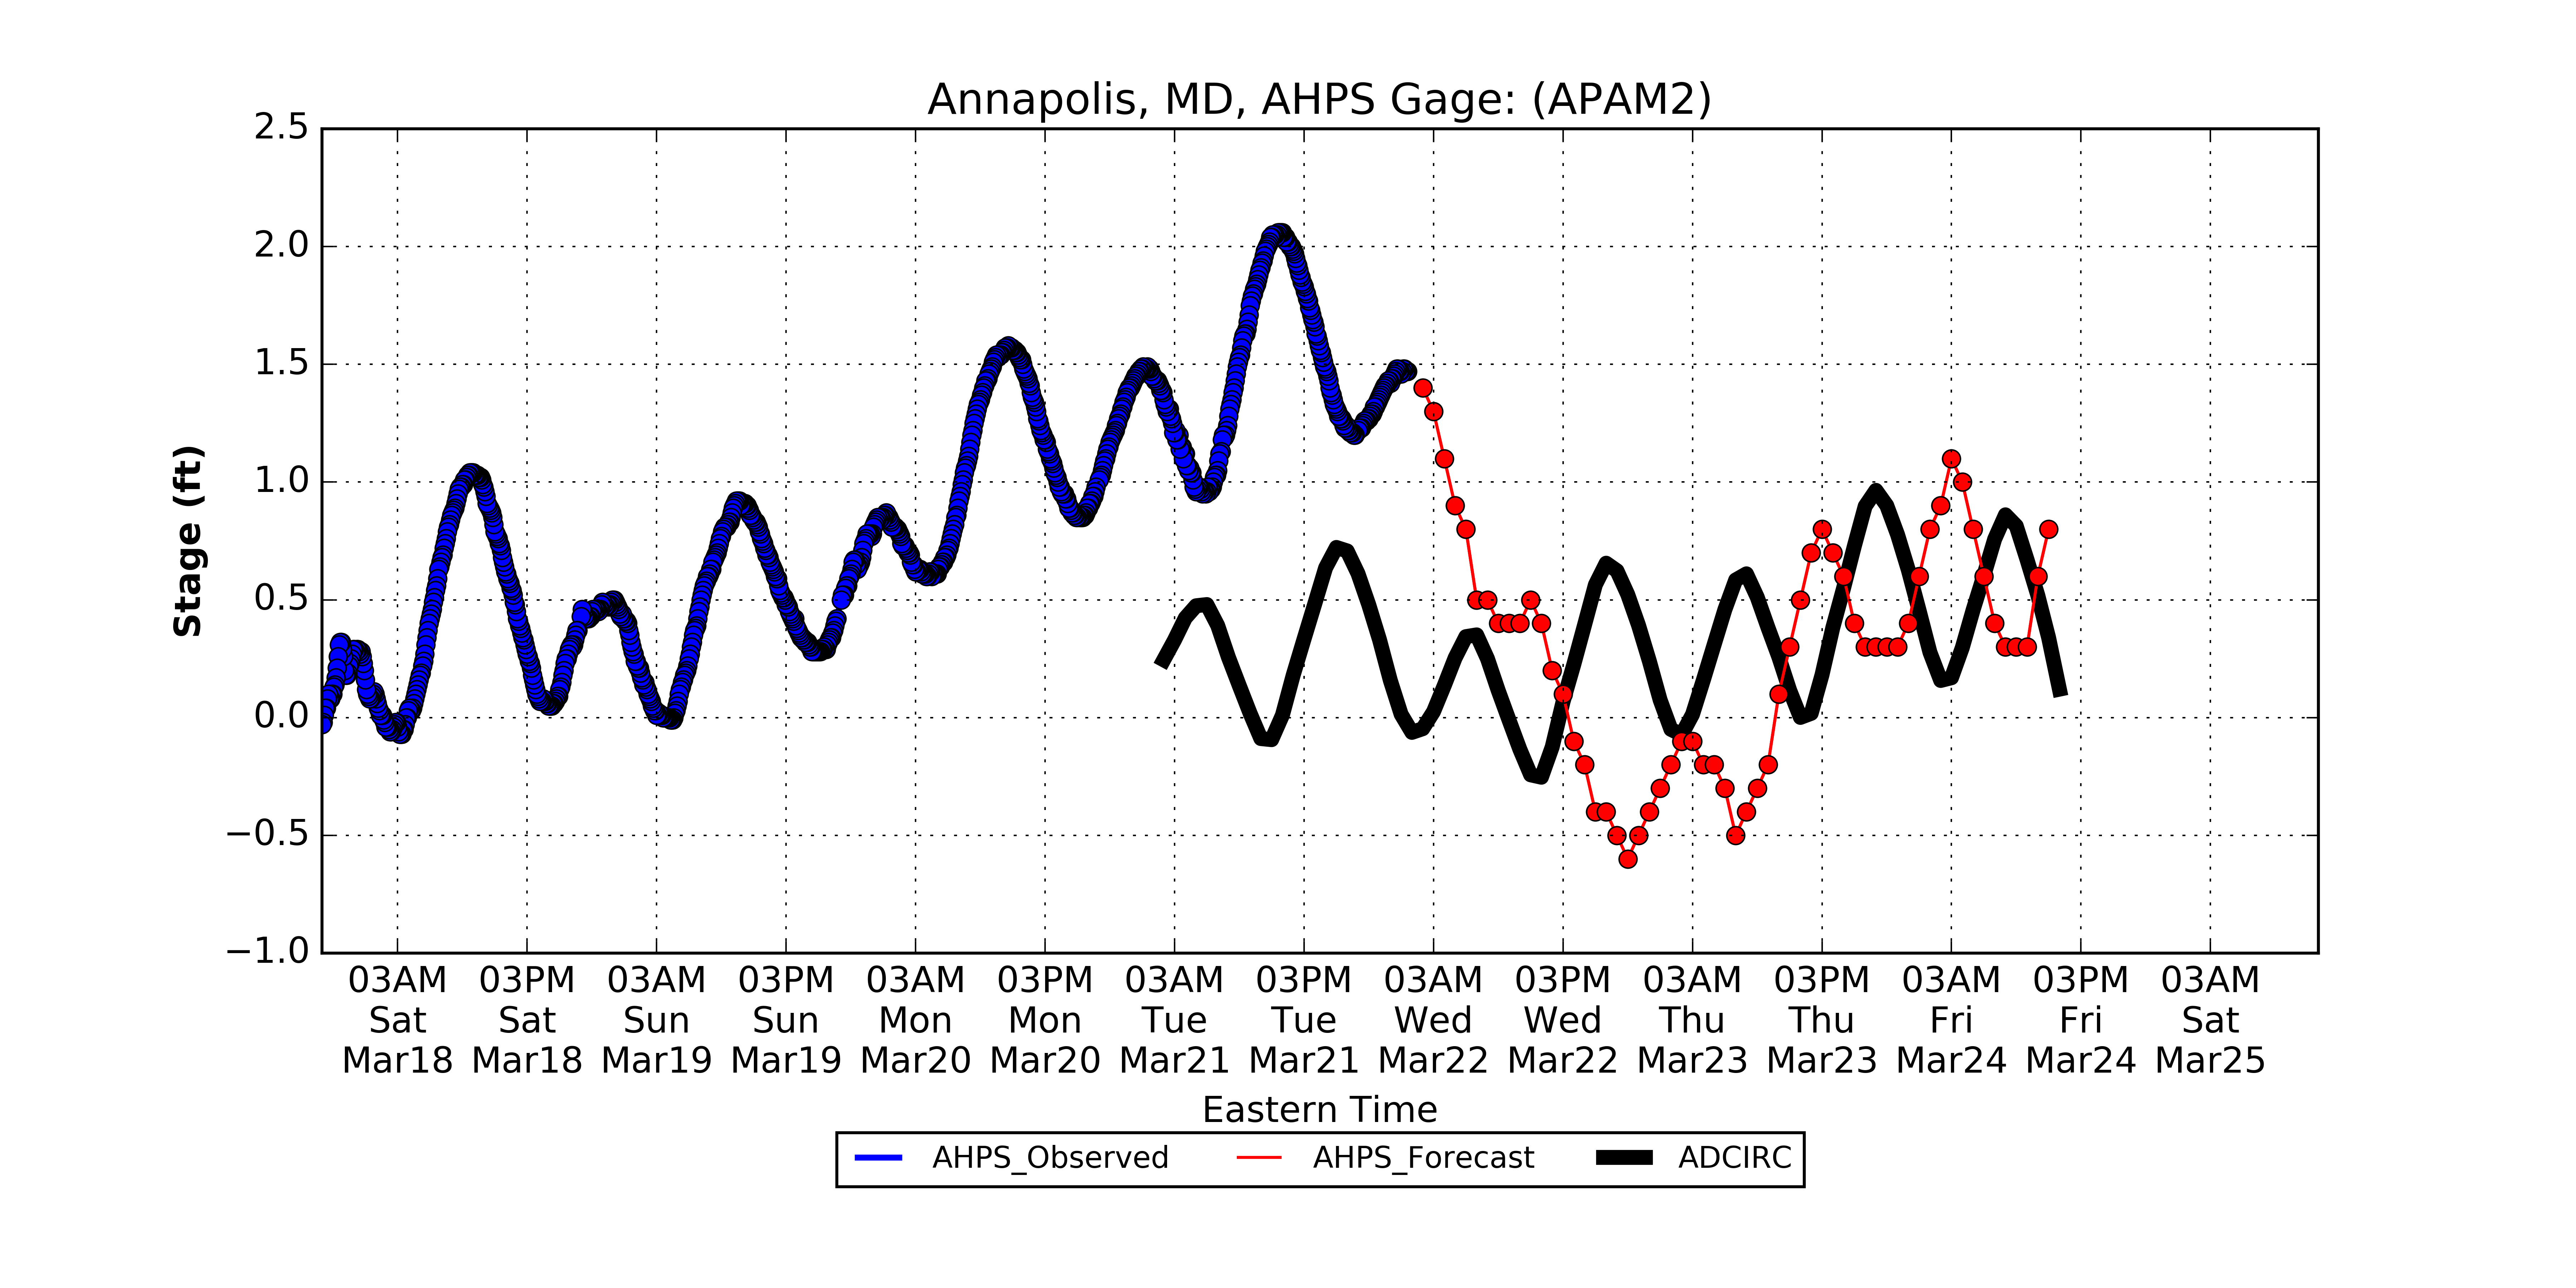 Annapolis, MD, AHPS Gage: (APAM2)
2.5
2.0
1.5
1.0
0.5
0.0
−0.5
−1.0
Stage (ft)
03AM 03PM 03AM 03PM 03AM 03PM 03AM 03PM 03AM 03PM 03AM 03PM 03AM 03PM 03AM
Sat Sat Sun Sun Mon Mon Tue Tue Wed Wed Thu Thu Fri Fri Sat
Mar18 Mar18 Mar19 Mar19 Mar20 Mar20 Mar21 Mar21 Mar22 Mar22 Mar23 Mar23 Mar24 Mar24 Mar25
Eastern Time
AHPS_Observed AHPS_Forecast ADCIRC